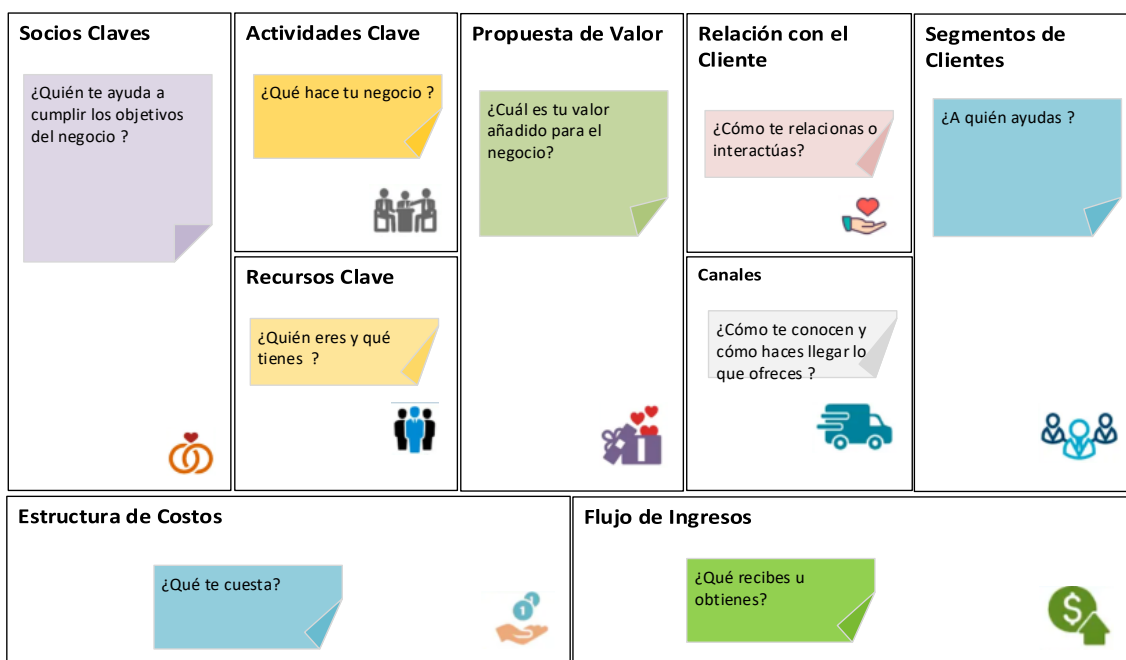 Socios Claves
¿Quién te ayuda a
cumplir los objetivos
del negocio ?
Actividades Clave
¿Qué hace tu negocio ?
Recursos Clave
¿Quién eres y qué
tienes ?
Propuesta de Valor
¿Cuál es tu valor
añadido para el
negocio?
Relación con el
Cliente
¿Cómo te relacionas o
interactúas?
Canales
¿Cómo te conocen y
cómo haces llegar lo
que ofreces ?
Segmentos de
Clientes
¿A quién ayudas ?
Estructura de Costos
¿Qué te cuesta?
1
1
Flujo de Ingresos
¿Qué recibes u
obtienes?
$